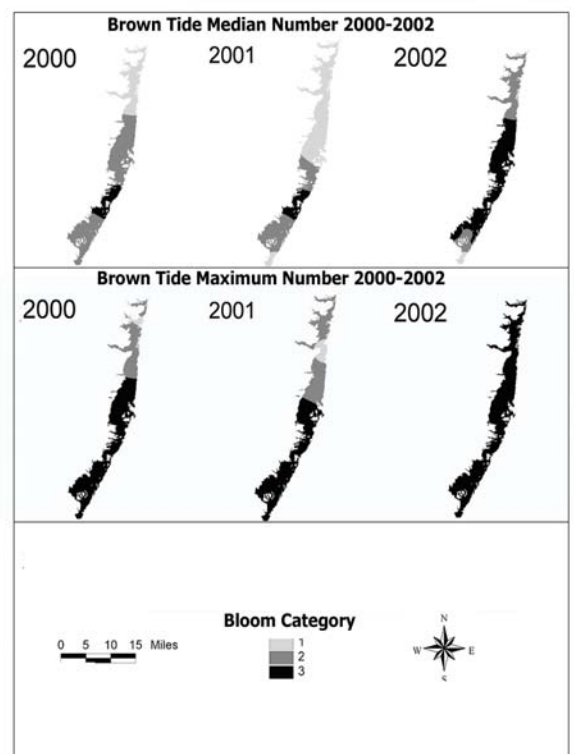 Brown Tide Median Number 2000-2002
2000 2001 2002
Brown Tide Maximum Number 2000-2002
2000 2001 2002
Bloom Category
1
2
3
0 5 10 15 Miles
N
W E
S